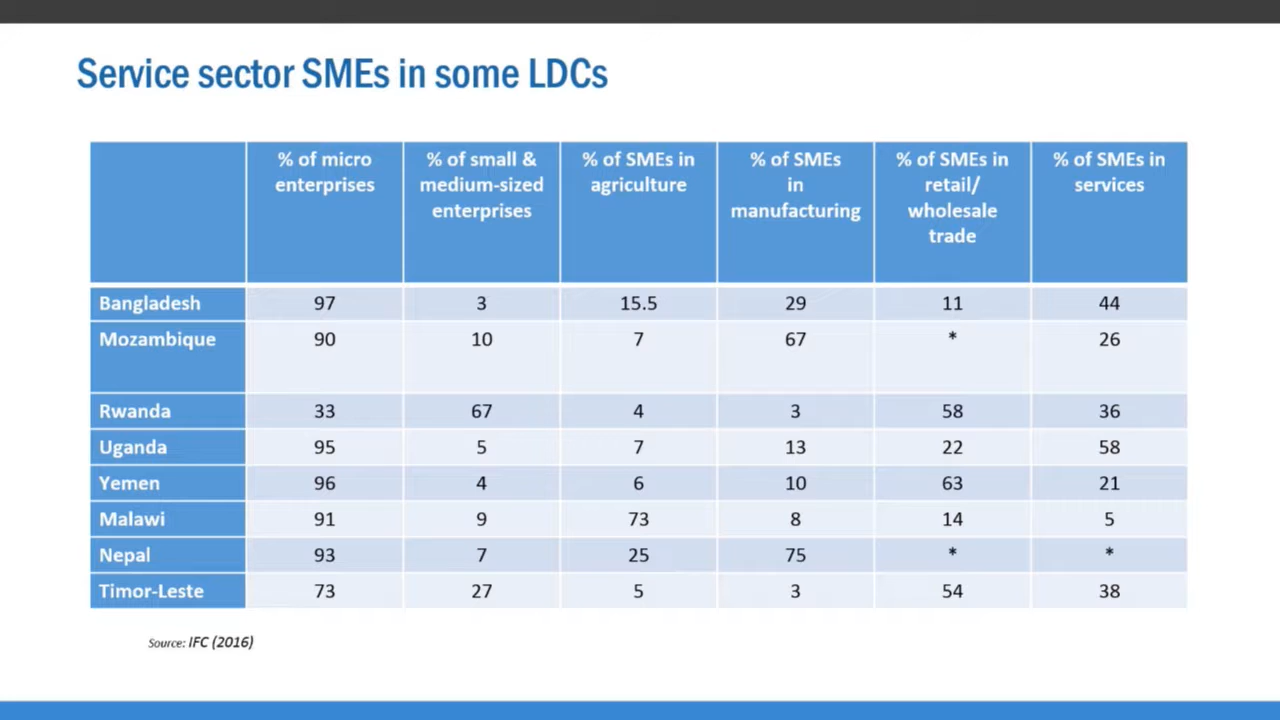 Service sector SMEs in some LDCs
% of micro enterprises % of small & medium-sized enterprises % of SMEs in agriculture % of SMEs in manufacturing % of SMEs in retail/ wholesale trade % of SMEs in services
Bangladesh 97 3 15.5 29 11 44
Mozambique 90 10 7 67 * 26
Rwanda 33 67 4 3 58 36
Uganda 95 5 7 13 22 58
Yemen 96 4 6 10 63 21
Malawi 91 9 73 8 14 5
Nepal 93 7 25 75 * *
Timor-Leste 73 27 5 3 54 38
Source: IFC (2016)